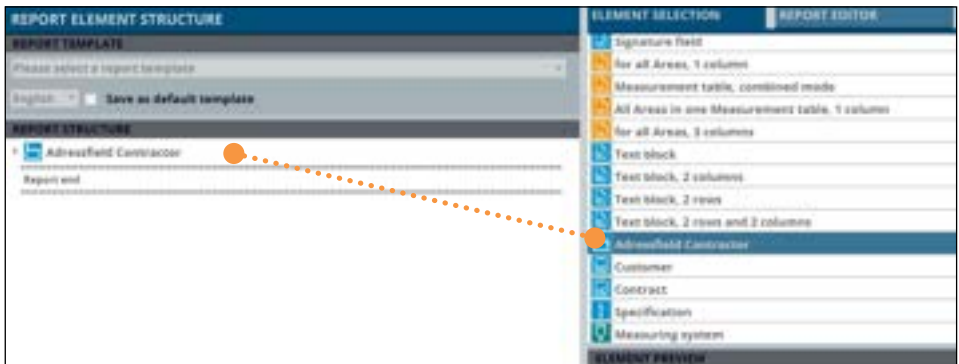 REPORT ELEMENT STRUCTURE
REPORT TEMPLATE
Please select a report template
English
Save as default template
REPORT STRUCTURE
Adressfield Contractor
Report end
ELEMENT SELECTION
REPORT EDITOR
Signature field
for all Areas, 1 column
Measurement table, combined mode
All Areas in one Measurement table, 1 column
for all Areas, 3 columns
Text block
Text block, 2 columns
Text block, 2 rows
Text block, 2 rows and 2 columns
Adressfield Contractor
Customer
Contract
Specification
Measuring system
ELEMENT PREVIEW